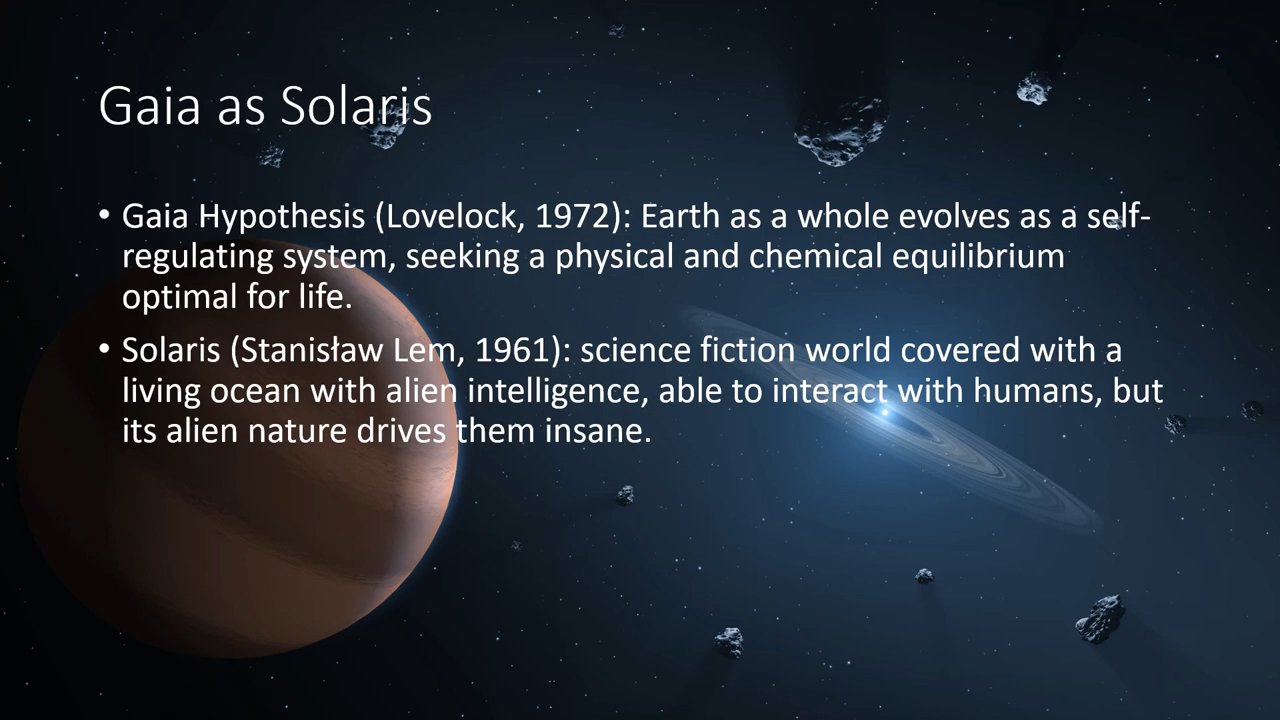 Gaia as Solaris
• Gaia Hypothesis (Lovelock, 1972): Earth as a whole evolves as a self-
regulating system, seeking a physical and chemical equilibrium
optimal for life.
• Solaris (Stanisław Lem, 1961): science fiction world covered with a
living ocean with alien intelligence, able to interact with humans, but
its alien nature drives them insane.